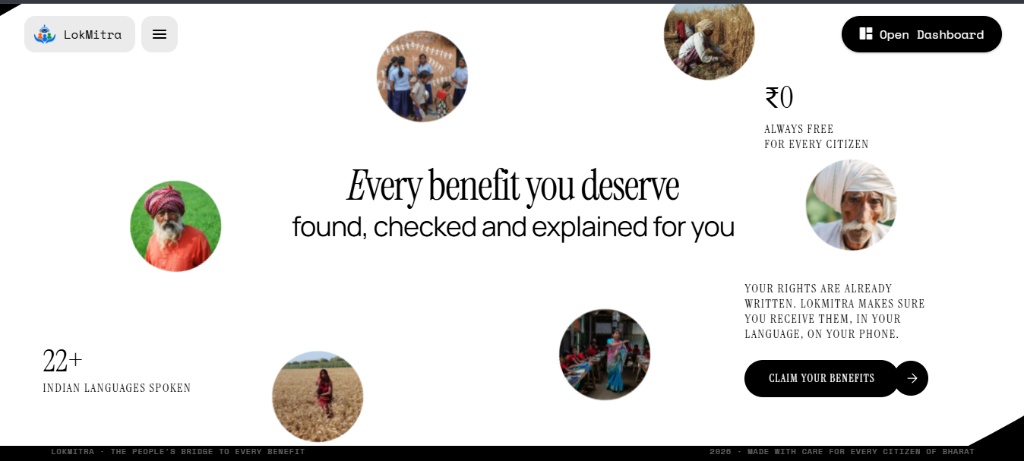 LokMitra
Open Dashboard
₹0
ALWAYS FREE
FOR EVERY CITIZEN
Every benefit you deserve
found, checked and explained for you
YOUR RIGHTS ARE ALREADY
WRITTEN. LOKMITRA MAKES SURE
YOU RECEIVE THEM, IN YOUR
LANGUAGE, ON YOUR PHONE.
22+
INDIAN LANGUAGES SPOKEN
CLAIM YOUR BENEFITS
LOKMITRA - THE PEOPLE'S BRIDGE TO EVERY BENEFIT
2026 - MADE WITH CARE FOR EVERY CITIZEN OF BHARAT